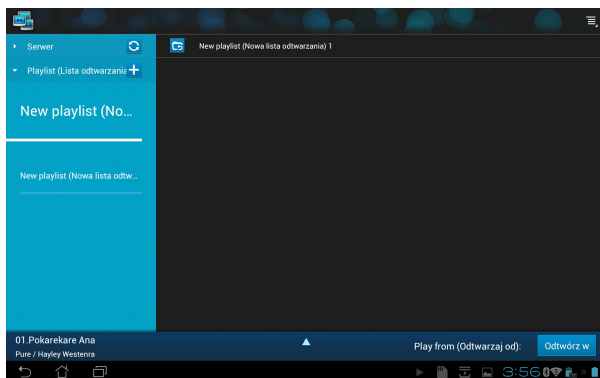 Serwer
New playlist (Nowa lista odtwarzania) 1
Playlist (Lista odtwarzania
New playlist (No...
New playlist (Nowa lista odtw...
01.Pokarekare Ana
Pure / Hayley Westenra
Play from (Odtwarzaj od):
Odtwórz w
3:56